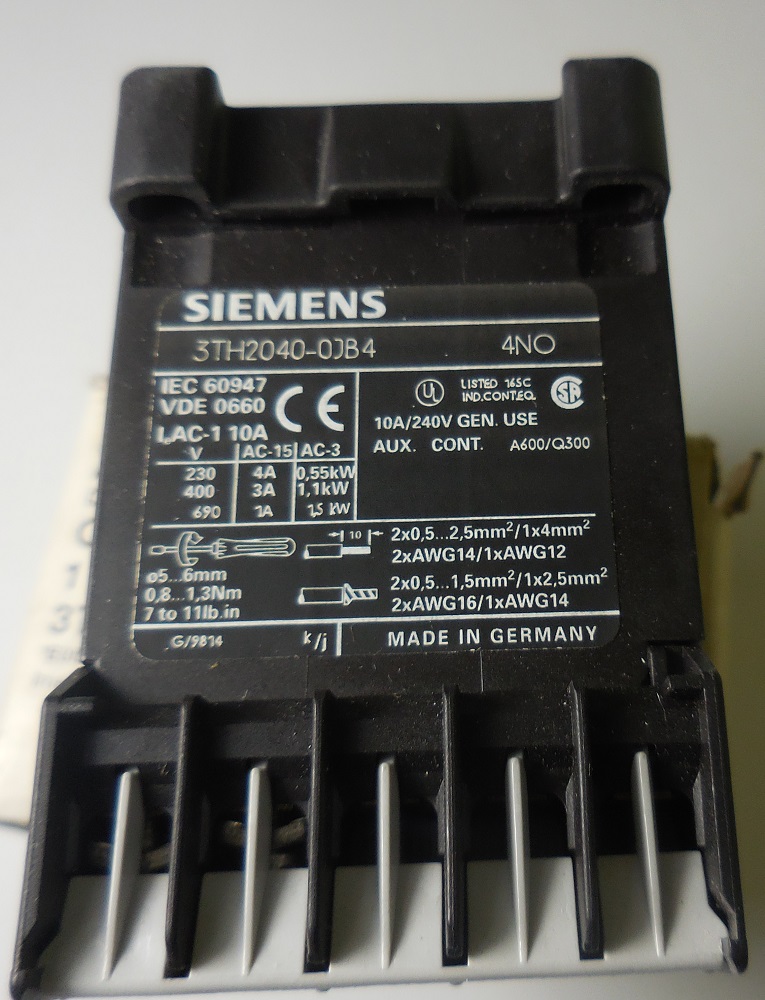 SIEMENS
3TH2040-0JB4 4NO
IEC 60947
VDE 0660
CE
UL LISTED 165C
IND.CONT.EQ.
SA
10A/240V GEN. USE
AUX. CONT. A600/Q300
I,AC-1 10A
V AC-15 AC-3
230 4A 0,55kW
400 3A 1,1kW
690 1A 1,5 kW
10
2x0,5...2,5mm²/1x4mm²
2xAWG14/1xAWG12
ø5...6mm
0,8...1,3Nm
7 to 11lb.in
2x0,5...1,5mm²/1x2,5mm²
2xAWG16/1xAWG14
G/9814 k/j MADE IN GERMANY